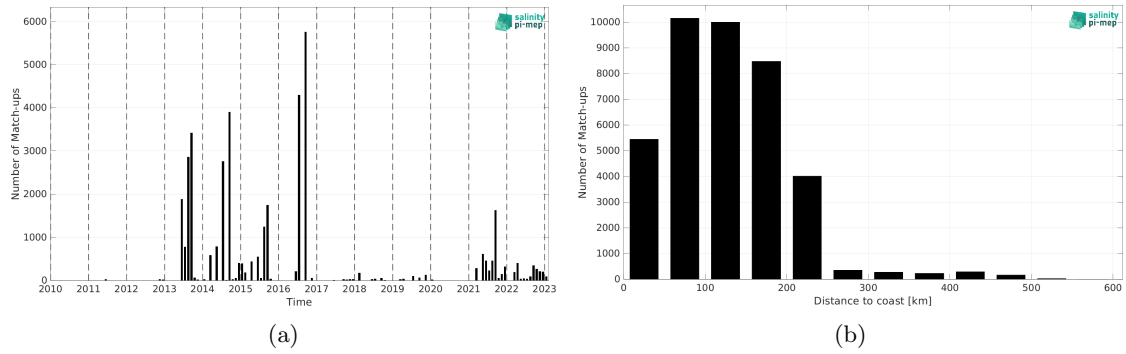 salinity
pi-mep
Number of Match-ups
6000
5000
4000
3000
2000
1000
0
2010 2011 2012 2013 2014 2015 2016 2017 2018 2019 2020 2021 2022 2023
Time
(a)
salinity
pi-mep
Number of Match-ups
10000
9000
8000
7000
6000
5000
4000
3000
2000
1000
0
0 100 200 300 400 500 600
Distance to coast [km]
(b)